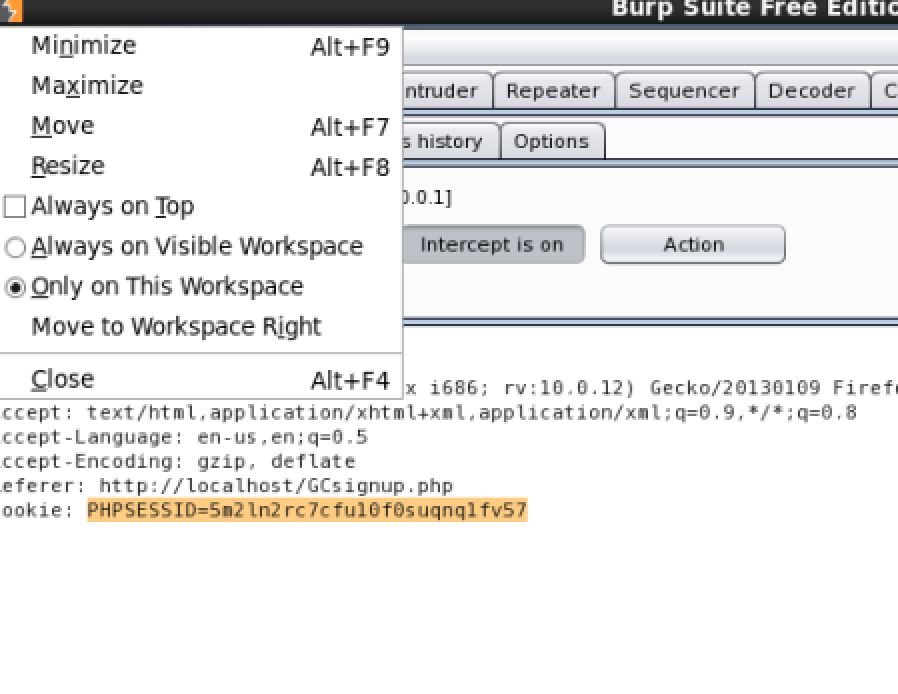 Burp Suite Free Editio
Minimize Alt+F9
Maximize
ntruder Repeater Sequencer Decoder C
Move Alt+F7
s history Options
Resize Alt+F8
Always on Top
0.0.1]
Always on Visible Workspace
Intercept is on Action
Only on This Workspace
Move to Workspace Right
Close Alt+F4
x i686; rv:10.0.12) Gecko/20130109 Firefo
ccept: text/html,application/xhtml+xml,application/xml;q=0.9,*/*;q=0.8
ccept-Language: en-us,en;q=0.5
ccept-Encoding: gzip, deflate
eferer: http://localhost/GCsignup.php
ookie: PHPSESSID=5m2ln2rc7cfu10f0suqnq1fv57